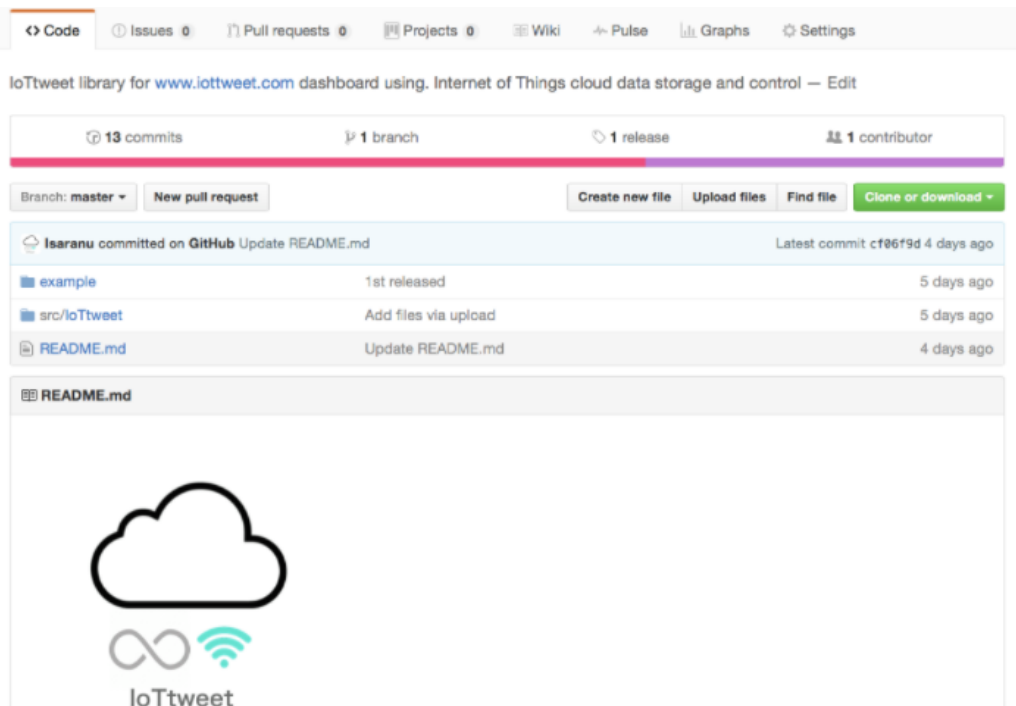 Code Issues 0 Pull requests 0 Projects 0 Wiki Pulse Graphs Settings
IoTtweet library for www.iottweet.com dashboard using. Internet of Things cloud data storage and control — Edit
13 commits 1 branch 1 release 1 contributor
Branch: master New pull request Create new file Upload files Find file Clone or download
Isaranu committed on GitHub Update README.md Latest commit cf06f9d 4 days ago
example 1st released 5 days ago
src/IoTtweet Add files via upload 5 days ago
README.md Update README.md 4 days ago
README.md
IoTtweet